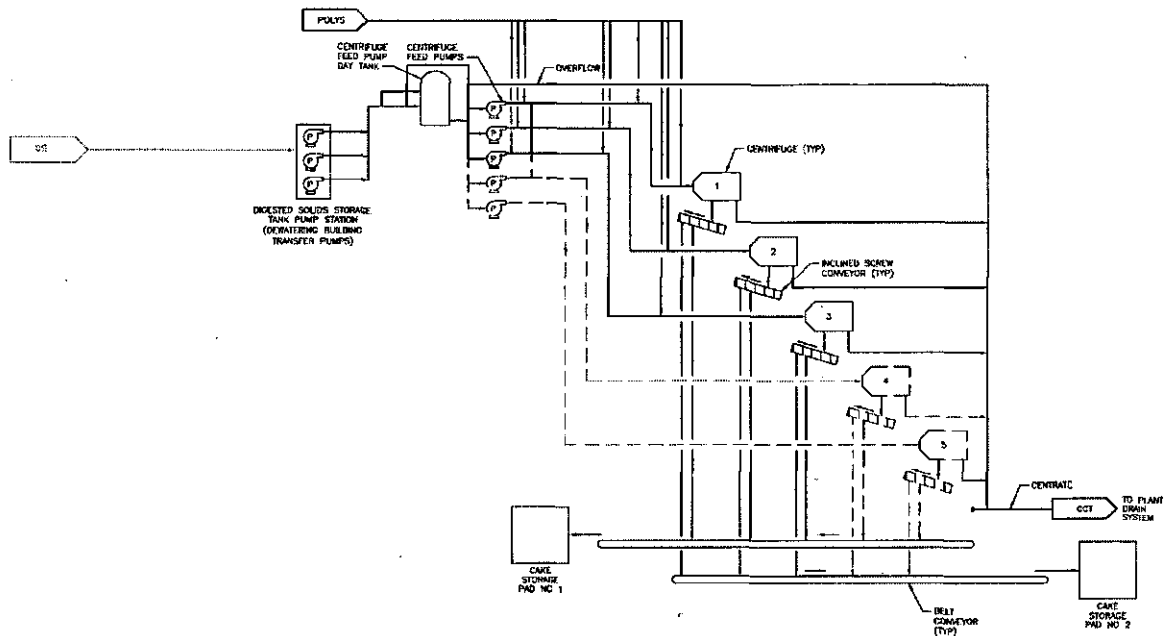 POLYS
CENTRIFUGE
FEED PUMP
DAY TANK
CENTRIFUGE
FEED PUMPS
OVERFLOW
P
P
P
P
P
P
P
P
DIGESTED SOLIDS STORAGE
TANK PUMP STATION
(DEWATERING BUILDING
TRANSFER PUMPS)
CENTRIFUGE (TYP)
1
2
INCLINED SCREW
CONVEYOR (TYP)
3
4
5
CENTRATE
CCT
TO PLANT
DRAIN
SYSTEM
CAKE
STORAGE
PAD NO 1
BELT
CONVEYOR
(TYP)
CAKE
STORAGE
PAD NO 2